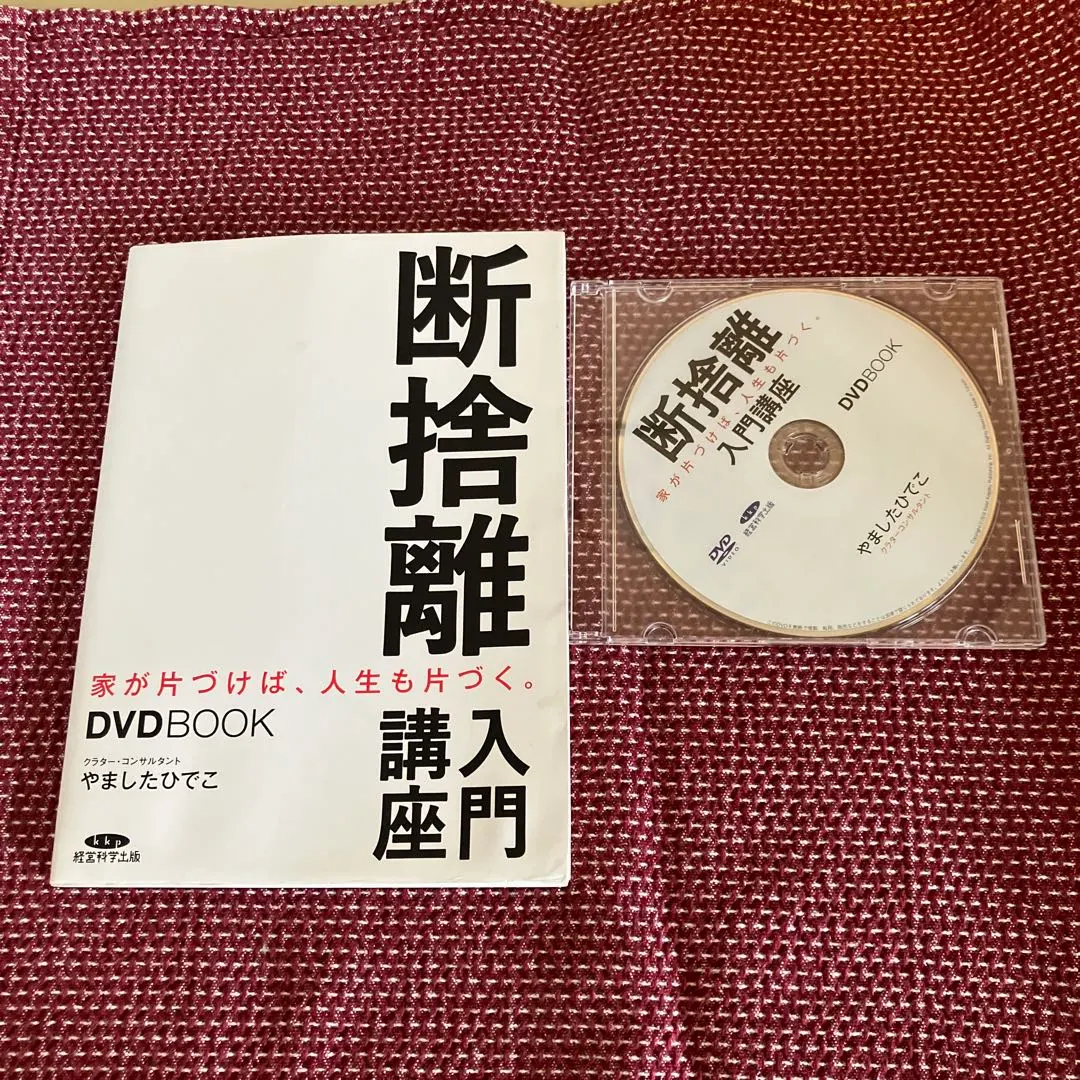 断捨離
家が片づけば、人生も片づく。
DVDBOOK
入門
講座
クラター・コンサルタント
やましたひでこ
kkp
経営科学出版
断捨離
家が片づけば、人生も片づく。
入門講座
DVDBOOK
やましたひでこ
クラターコンサルタント
DVD
VIDEO
kkp
経営科学出版